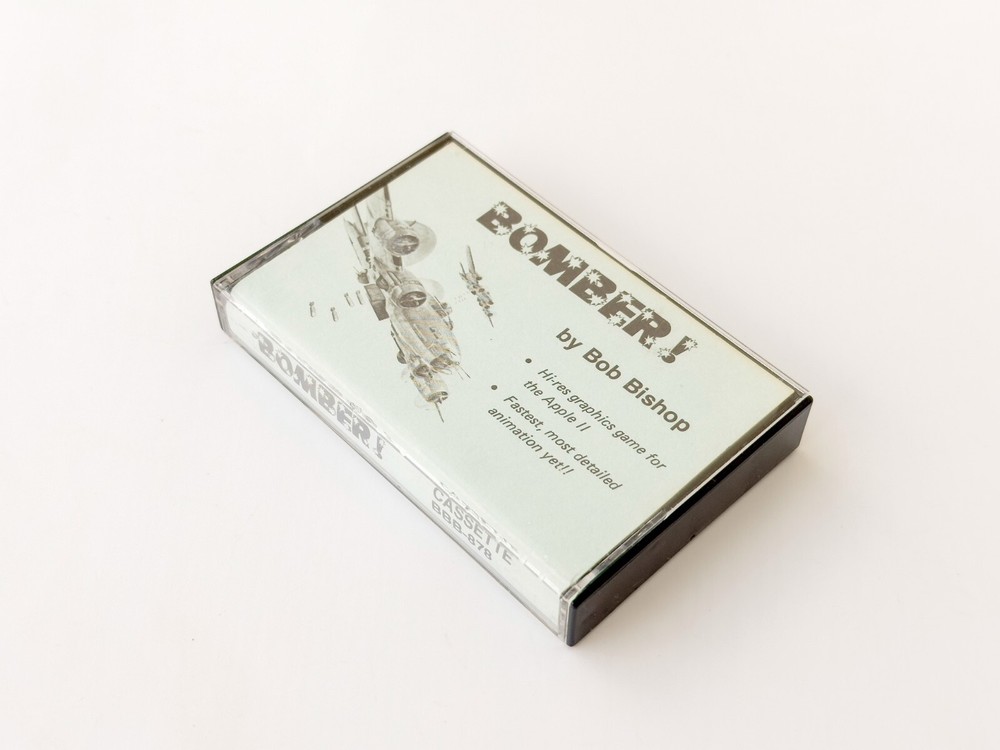 BOMBER!
by Bob Bishop
• Hi-res graphics game for
the Apple II
• Fastest, most detailed
animation yet!!
BOMBER!
CASSETTE
BBB-878